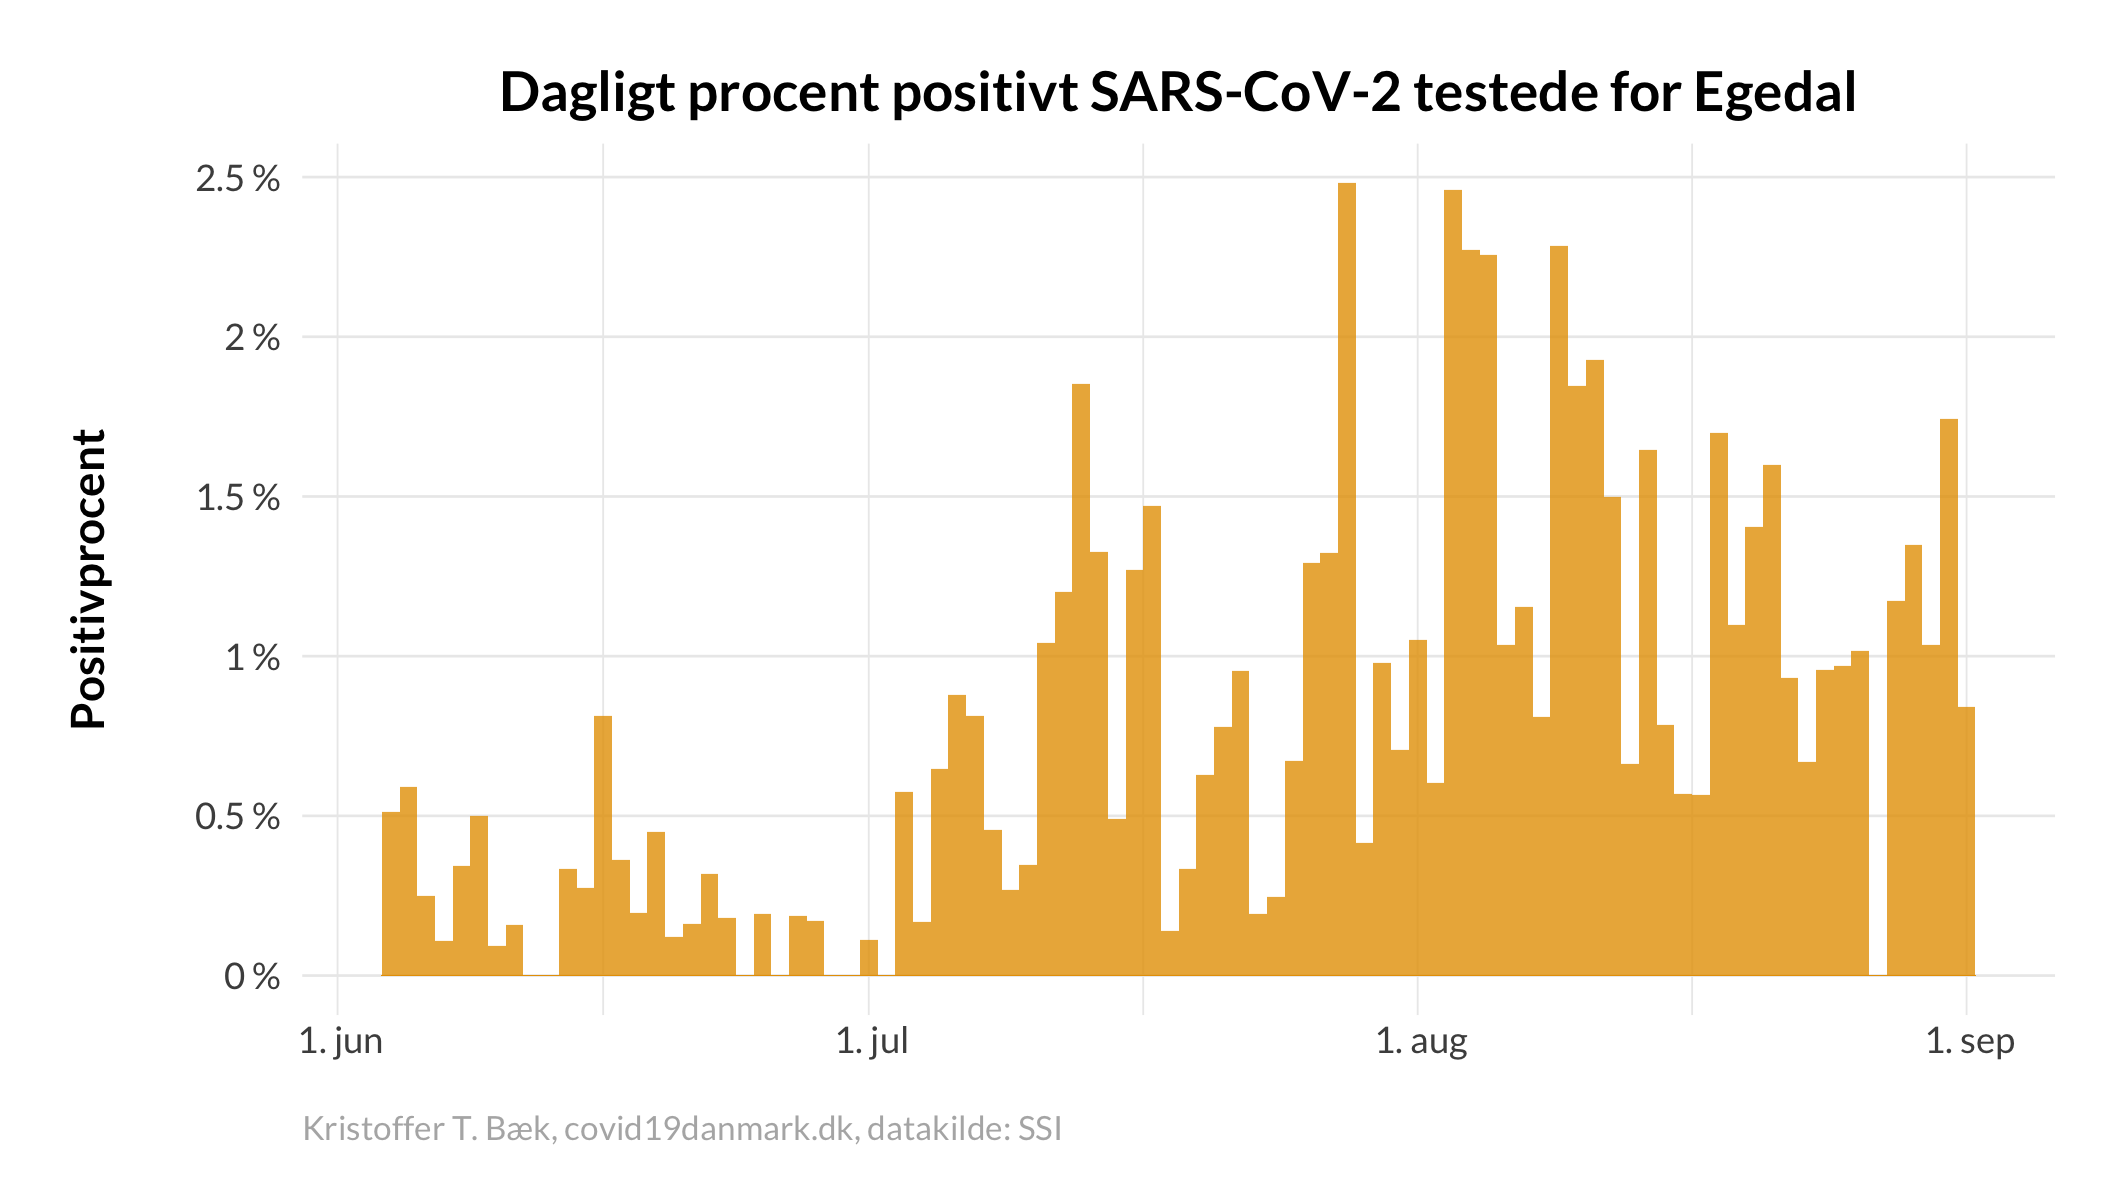 Dagligt procent positivt SARS-CoV-2 testede for Egedal
Positivprocent
2.5 %
2 %
1.5 %
1 %
0.5 %
0 %
1. jun
1. jul
1. aug
1. sep
Kristoffer T. Bæk, covid19danmark.dk, datakilde: SSI